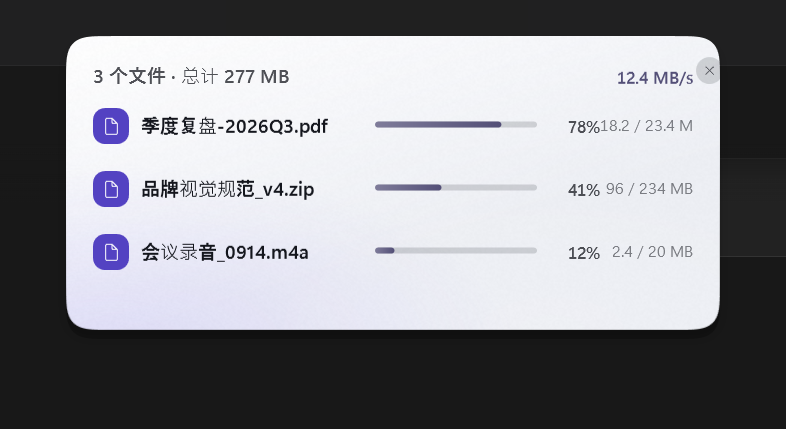 3 个文件 · 总计 277 MB
12.4 MB/s
季度复盘-2026Q3.pdf 78% 18.2 / 23.4 M
品牌视觉规范_v4.zip 41% 96 / 234 MB
会议录音_0914.m4a 12% 2.4 / 20 MB